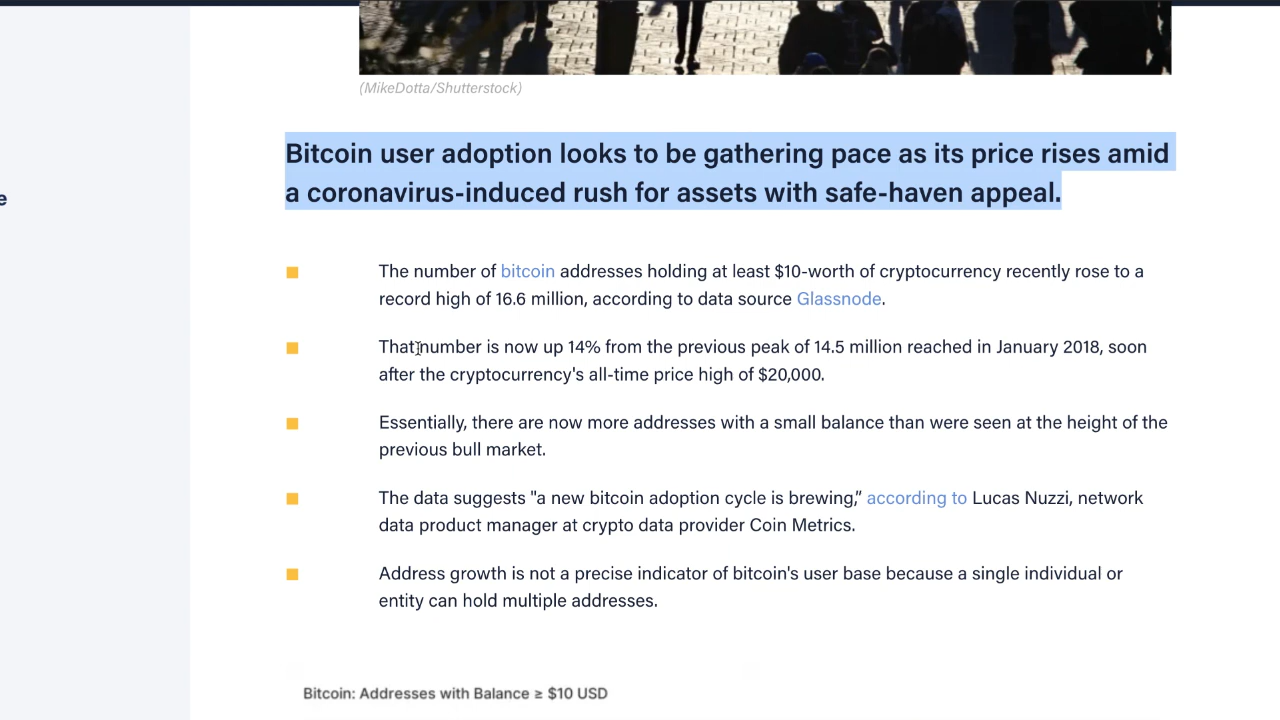 (MikeDotta/Shutterstock)
Bitcoin user adoption looks to be gathering pace as its price rises amid
a coronavirus-induced rush for assets with safe-haven appeal.
e
The number of bitcoin addresses holding at least $10-worth of cryptocurrency recently rose to a
record high of 16.6 million, according to data source Glassnode.
That number is now up 14% from the previous peak of 14.5 million reached in January 2018, soon
after the cryptocurrency's all-time price high of $20,000.
Essentially, there are now more addresses with a small balance than were seen at the height of the
previous bull market.
The data suggests "a new bitcoin adoption cycle is brewing,” according to Lucas Nuzzi, network
data product manager at crypto data provider Coin Metrics.
Address growth is not a precise indicator of bitcoin's user base because a single individual or
entity can hold multiple addresses.
Bitcoin: Addresses with Balance ≥ $10 USD